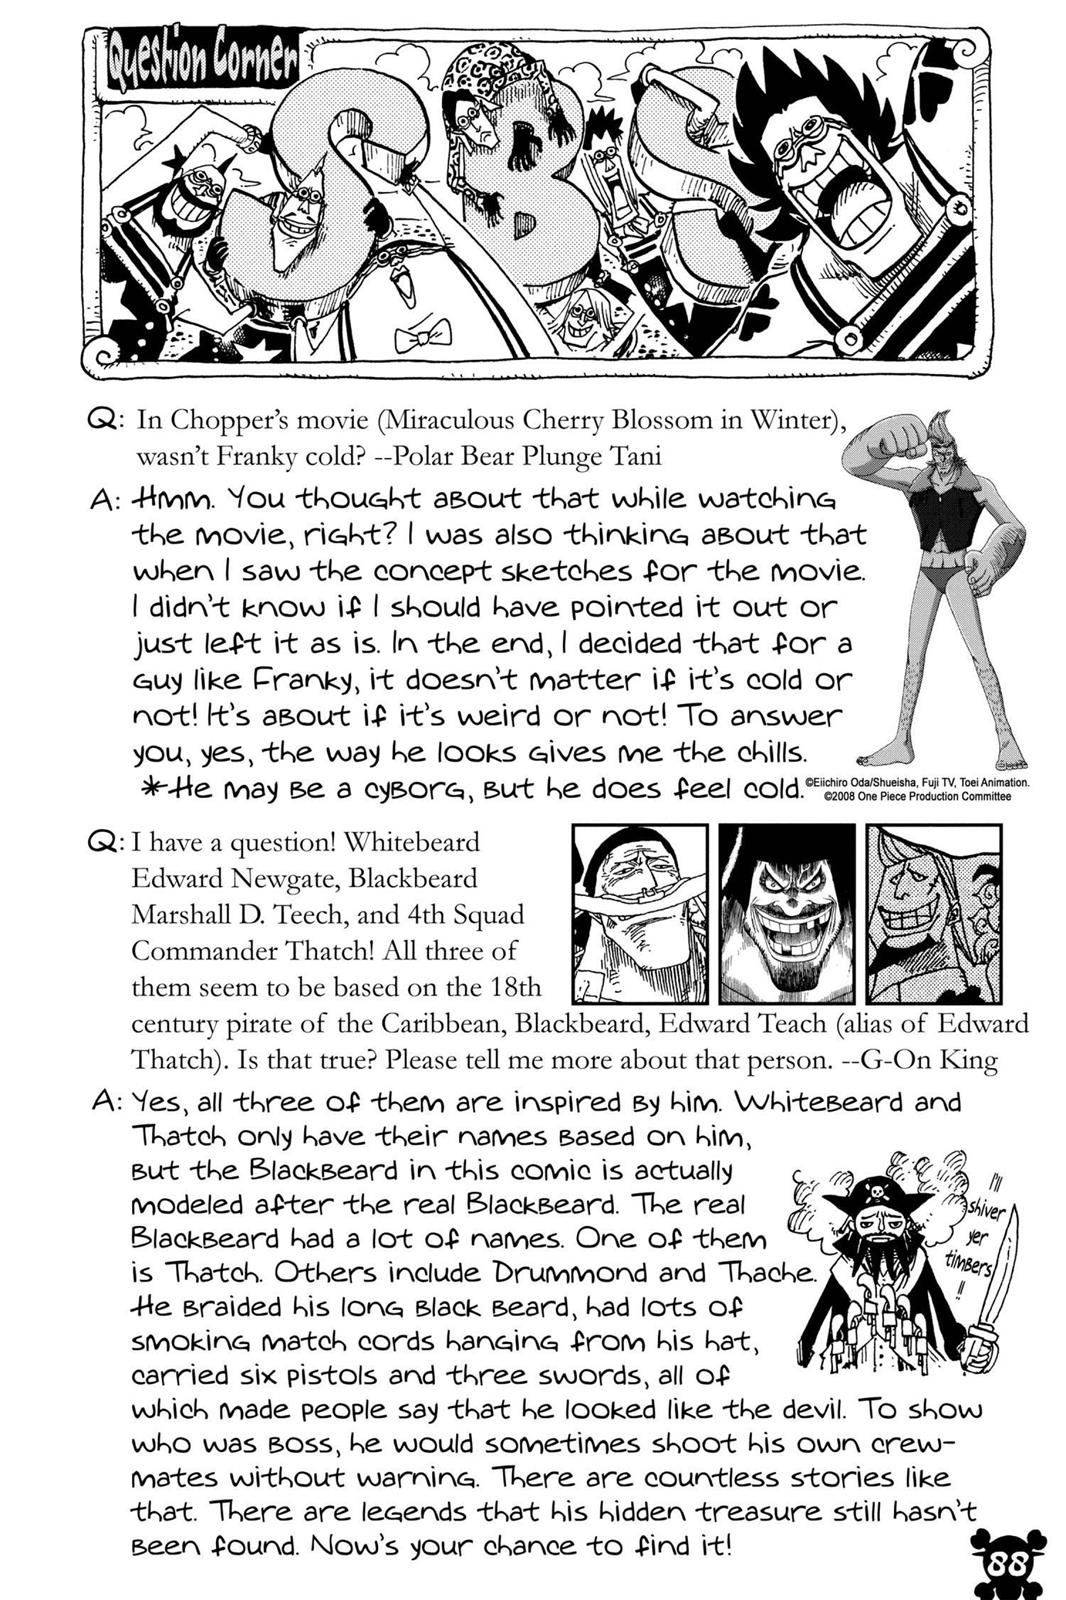 Question Corner
SBS
Q: In Chopper's movie (Miraculous Cherry Blossom in Winter),
wasn't Franky cold? --Polar Bear Plunge Tani
A: Hmm. You thought about that while watching
the movie, right? I was also thinking about that
when I saw the concept sketches for the movie.
I didn't know if I should have pointed it out or
just left it as is. In the end, I decided that for a
guy like Franky, it doesn't matter if it's cold or
not! It's about if it's weird or not! To answer
you, yes, the way he looks gives me the chills.
*He may be a cyborg, but he does feel cold.
©Eiichiro Oda/Shueisha, Fuji TV, Toei Animation.
©2008 One Piece Production Committee
Q: I have a question! Whitebeard
Edward Newgate, Blackbeard
Marshall D. Teech, and 4th Squad
Commander Thatch! All three of
them seem to be based on the 18th
century pirate of the Caribbean, Blackbeard, Edward Teach (alias of Edward
Thatch). Is that true? Please tell me more about that person. --G-On King
A: Yes, all three of them are inspired by him. Whitebeard and
Thatch only have their names based on him,
but the Blackbeard in this comic is actually
modeled after the real Blackbeard. The real
Blackbeard had a lot of names. One of them
is Thatch. Others include Drummond and Thache.
He braided his long black beard, had lots of
smoking match cords hanging from his hat,
carried six pistols and three swords, all of
which made people say that he looked like the devil. To show
who was boss, he would sometimes shoot his own crew-
mates without warning. There are countless stories like
that. There are legends that his hidden treasure still hasn't
been found. Now's your chance to find it!
I'll
shiver
yer
timbers
!!
88